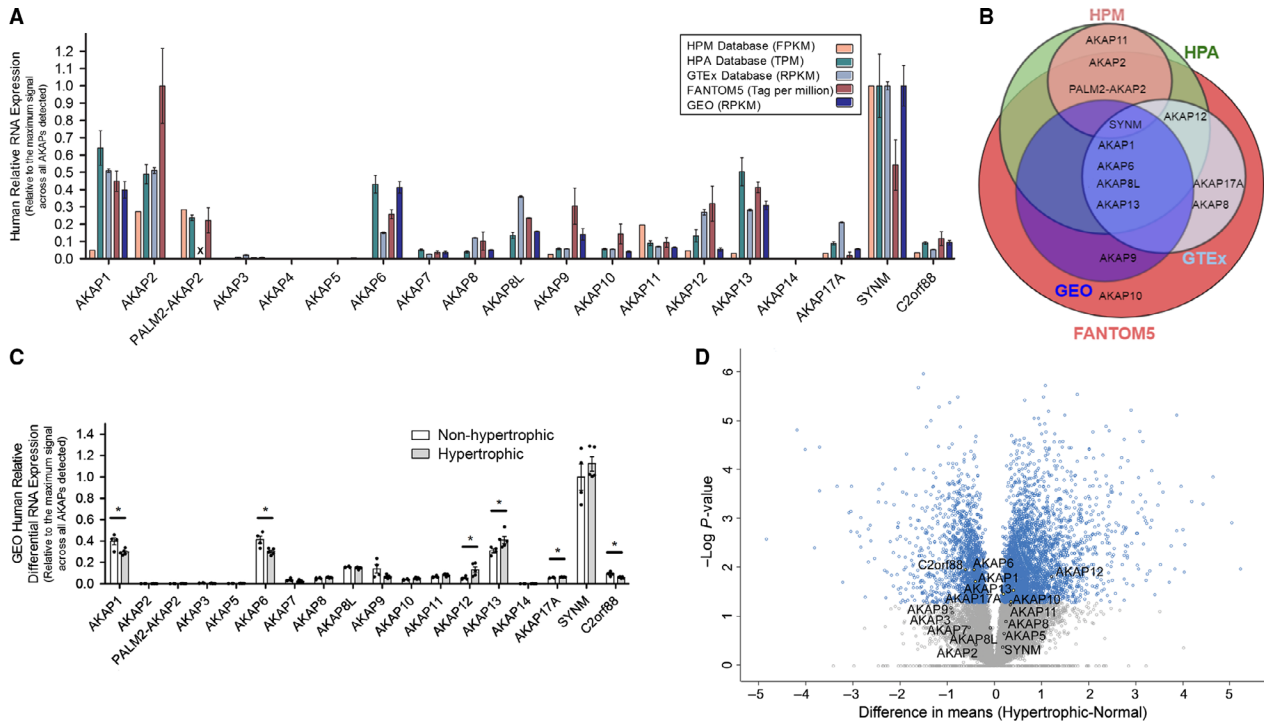 A
Human Relative RNA Expression
(Relative to the maximum signal
across all AKAPs detected)
1.2
1.1
1.0
0.9
0.8
0.7
0.6
0.5
0.4
0.3
0.2
0.1
0.0
HPM Database (FPKM)
HPA Database (TPM)
GTEx Database (RPKM)
FANTOM5 (Tag per million)
GEO (RPKM)
x
AKAP1
AKAP2
PALM2-AKAP2
AKAP3
AKAP4
AKAP5
AKAP6
AKAP7
AKAP8
AKAP8L
AKAP9
AKAP10
AKAP11
AKAP12
AKAP13
AKAP14
AKAP17A
SYNM
C2orf88
B
HPM
HPA
AKAP11
AKAP2
PALM2-AKAP2
SYNM
AKAP12
AKAP1
AKAP6
AKAP8L
AKAP17A
AKAP13
AKAP8
AKAP9
GTEx
GEO
AKAP10
FANTOM5
C
GEO Human Relative
Differential RNA Expression
(Relative to the maximum signal
across all AKAPs detected)
1.4
1.2
1.0
0.8
0.6
0.4
0.2
0.0
Non-hypertrophic
Hypertrophic
*
*
*
*
*
*
AKAP1
AKAP2
PALM2-AKAP2
AKAP3
AKAP5
AKAP6
AKAP7
AKAP8
AKAP8L
AKAP9
AKAP10
AKAP11
AKAP12
AKAP13
AKAP14
AKAP17A
SYNM
C2orf88
D
−Log P-value
6
5
4
3
2
1
0
C2orf88
AKAP6
AKAP12
AKAP1
AKAP13
AKAP17A
AKAP10
AKAP9
AKAP11
AKAP3
AKAP8
AKAP7
AKAP5
AKAP8L
AKAP2
SYNM
−5 −4 −3 −2 −1 0 1 2 3 4 5
Difference in means (Hypertrophic-Normal)